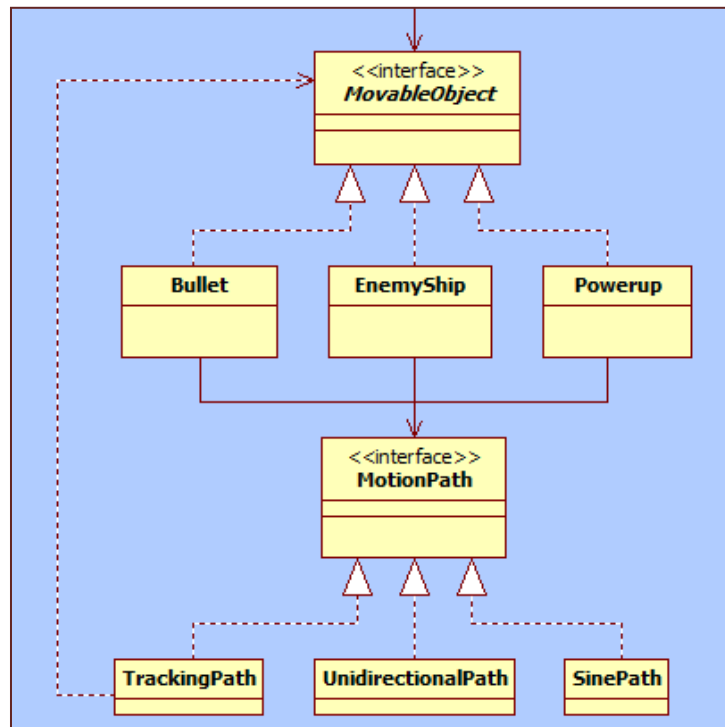 <<interface>>
MovableObject
Bullet
EnemyShip
Powerup
<<interface>>
MotionPath
TrackingPath
UnidirectionalPath
SinePath